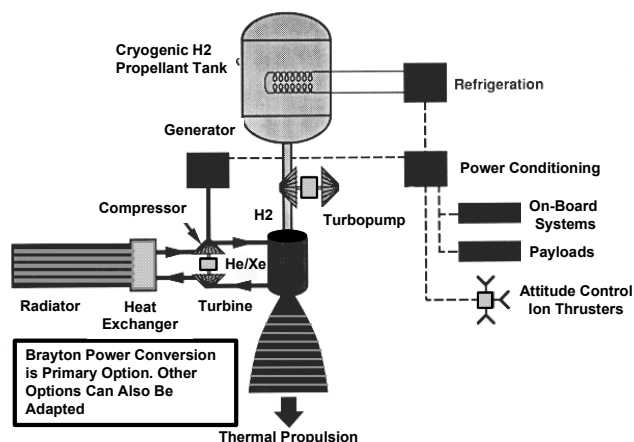 Cryogenic H2
Propellant Tank
Refrigeration
Generator
Power Conditioning
Compressor
H2
Turbopump
On-Board
Systems
He/Xe
Payloads
Radiator
Heat
Exchanger
Turbine
Attitude Control
Ion Thrusters
Brayton Power Conversion
is Primary Option. Other
Options Can Also Be
Adapted
Thermal Propulsion